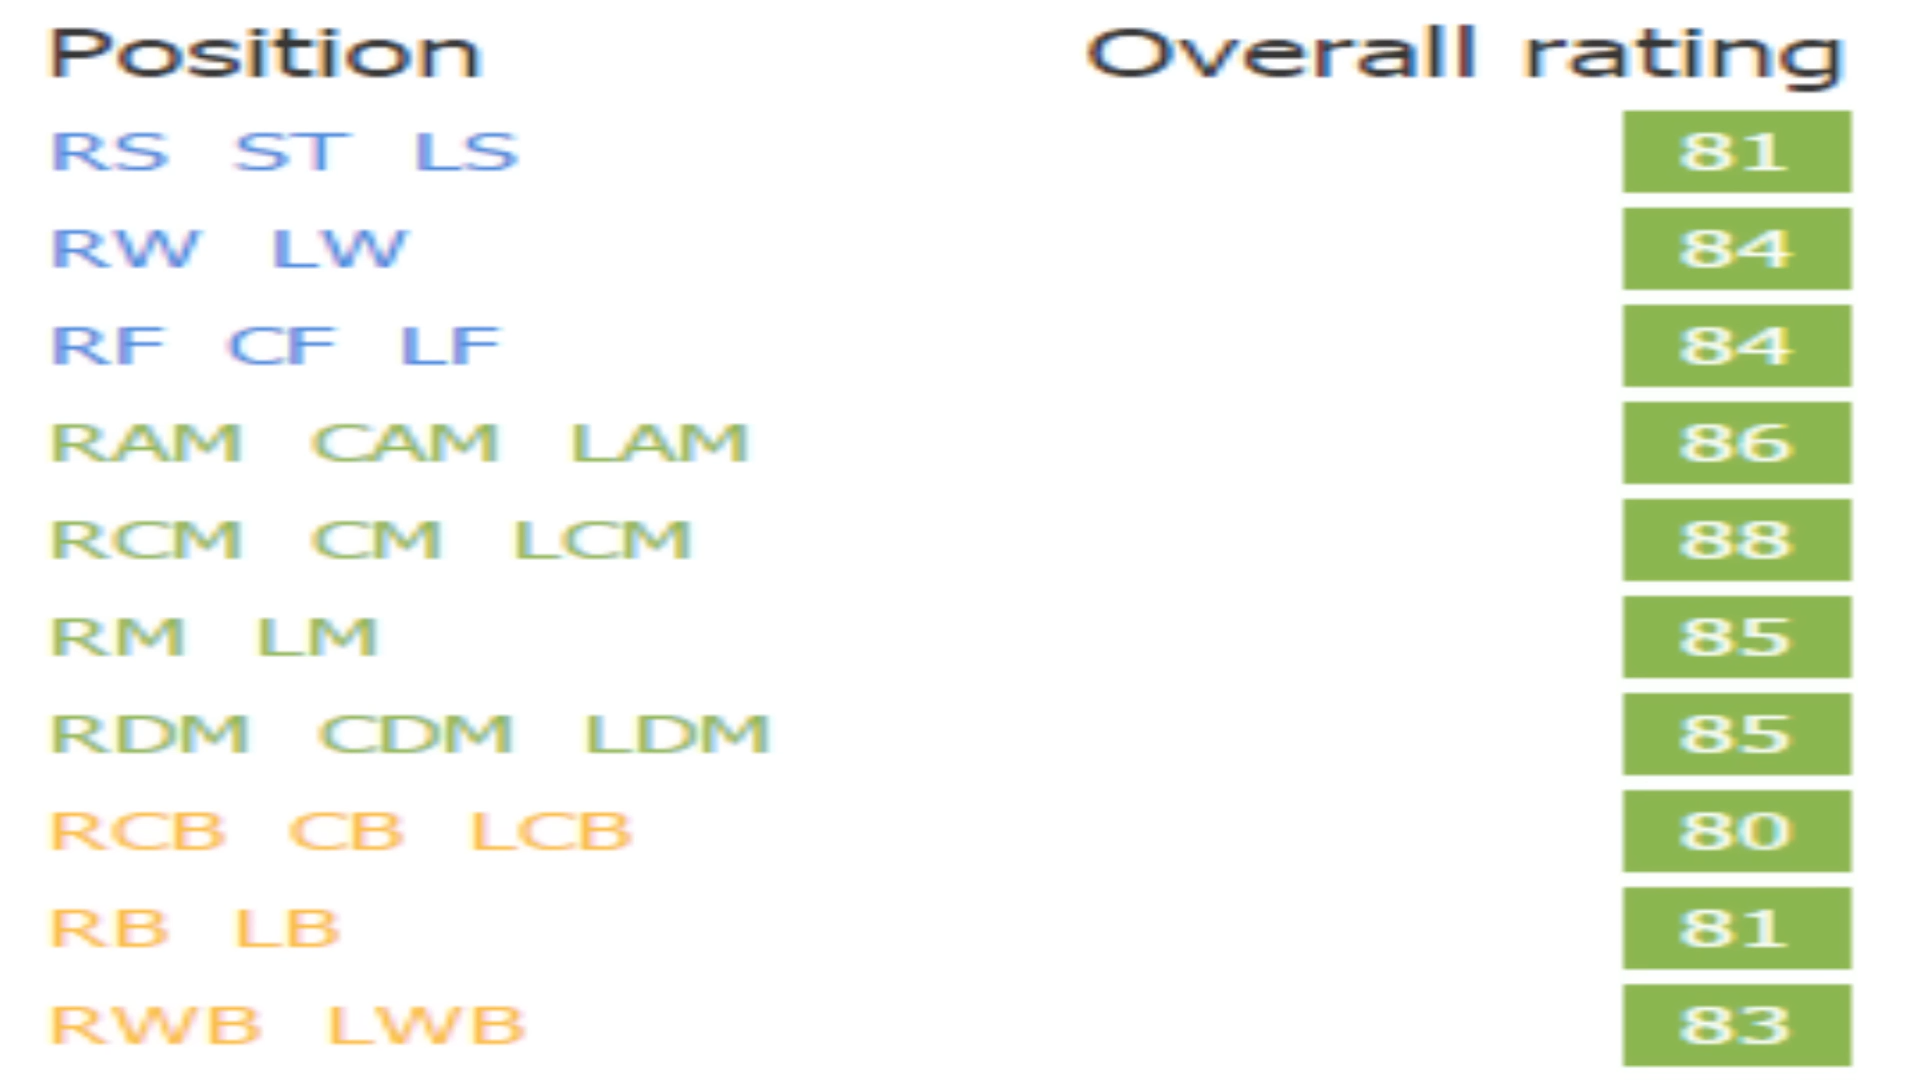 Position Overall rating
RS ST LS 81
RW LW 84
RF CF LF 84
RAM CAM LAM 86
RCM CM LCM 88
RM LM 85
RDM CDM LDM 85
RCB CB LCB 80
RB LB 81
RWB LWB 83